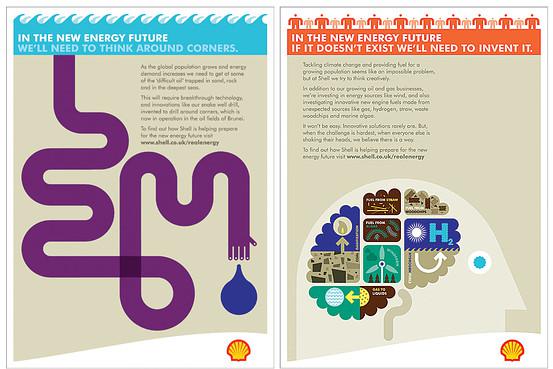 IN THE NEW ENERGY FUTURE
WE'LL NEED TO THINK AROUND CORNERS.
As the global population grows and energy
demand increases we need to get at some
of the 'difficult oil' trapped in sand, rock
and in the deepest seas.
This will require breakthrough technology,
and innovations like our snake well drill,
invented to drill around corners, which is
now in operation in the oil fields of Brunei.
To find out how Shell is helping prepare
for the new energy future visit
www.shell.co.uk/realenergy
IN THE NEW ENERGY FUTURE
IF IT DOESN'T EXIST WE'LL NEED TO INVENT IT.
Tackling climate change and providing fuel for a
growing population seems like an impossible problem,
but at Shell we try to think creatively.
In addition to our growing oil and gas businesses,
we're investing in energy sources like wind, and also
investigating innovative new engine fuels made from
unexpected sources like gas, hydrogen, straw, waste
woodchips and marine algae.
It won't be easy. Innovative solutions rarely are. But,
when the challenge is hardest, when everyone else is
shaking their heads, we believe there is a way.
To find out how Shell is helping prepare for the new
energy future visit www.shell.co.uk/realenergy
FUEL FROM STRAW
FUEL FROM
WOODCHIPS
FUEL FROM
ALGAE
H2
GAS TO
LIQUIDS